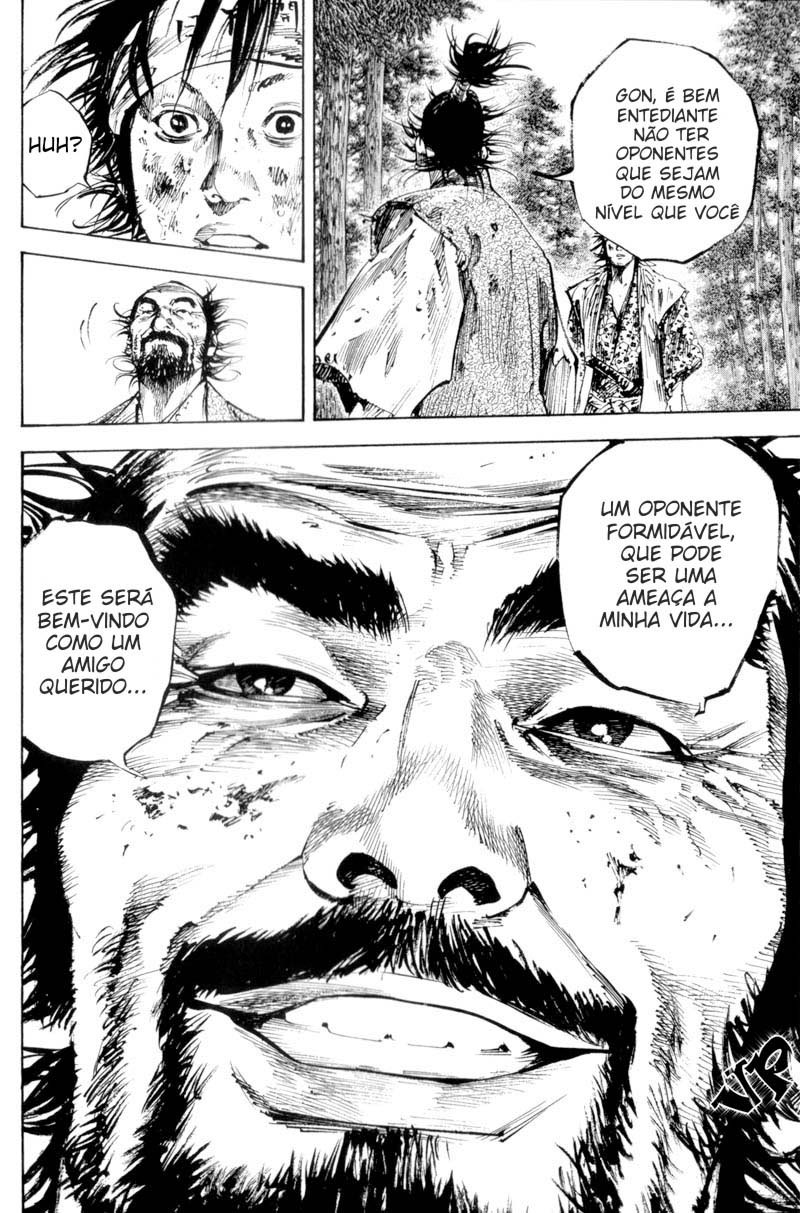 GON, É BEM
ENTEDIANTE
NÃO TER
OPONENTES
QUE SEJAM
DO MESMO
NÍVEL QUE VOCÊ
HUH?
UM OPONENTE
FORMIDÁVEL,
QUE PODE
SER UMA
AMEAÇA A
MINHA VIDA...
ESTE SERÁ
BEM-VINDO
COMO UM
AMIGO
QUERIDO...